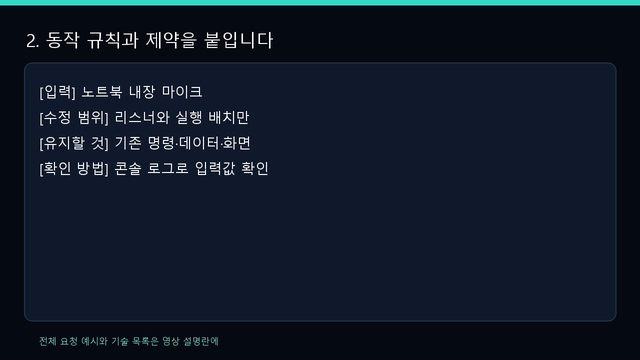 2. 동작 규칙과 제약을 붙입니다
[입력] 노트북 내장 마이크
[수정 범위] 리스너와 실행 배치만
[유지할 것] 기존 명령·데이터·화면
[확인 방법] 콘솔 로그로 입력값 확인
전체 요청 예시와 기술 목록은 영상 설명란에